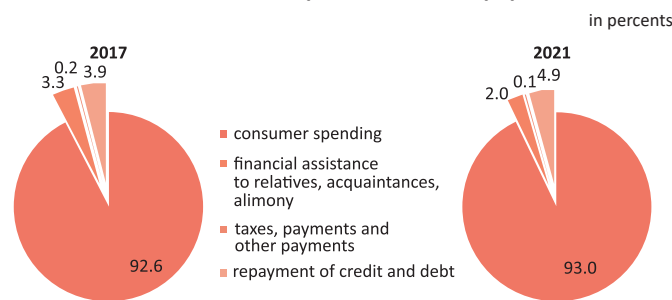 in percents
2017
3.3
0.2
3.9
92.6
consumer spending
financial assistance
to relatives, acquaintances,
alimony
taxes, payments and
other payments
repayment of credit and debt
2021
2.0
0.1
4.9
93.0